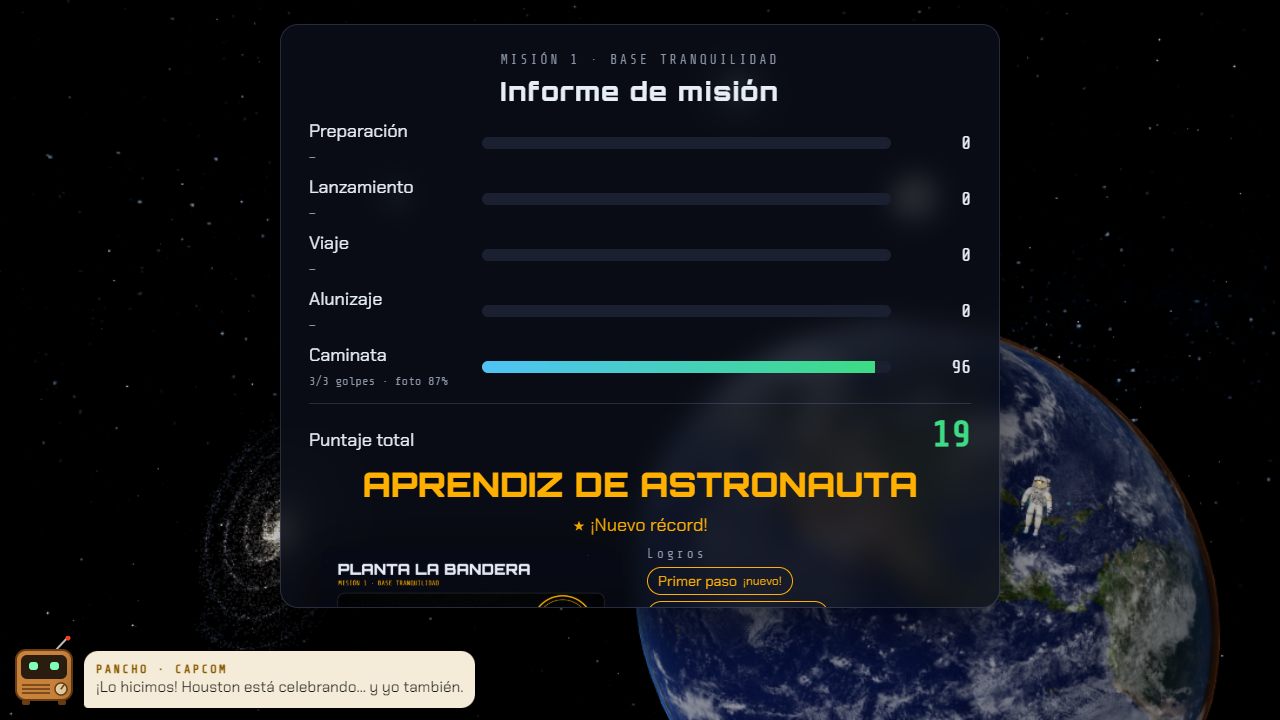 MISIÓN 1 · BASE TRANQUILIDAD
Informe de misión
Preparación
0
–
Lanzamiento
0
–
Viaje
0
–
Alunizaje
0
–
Caminata
96
3/3 golpes · foto 87%
Puntaje total
19
APRENDIZ DE ASTRONAUTA
★ ¡Nuevo récord!
PLANTA LA BANDERA
MISIÓN 1 · BASE TRANQUILIDAD
Logros
Primer paso ¡nuevo!
PANCHO · CAPCOM
¡Lo hicimos! Houston está celebrando... y yo también.